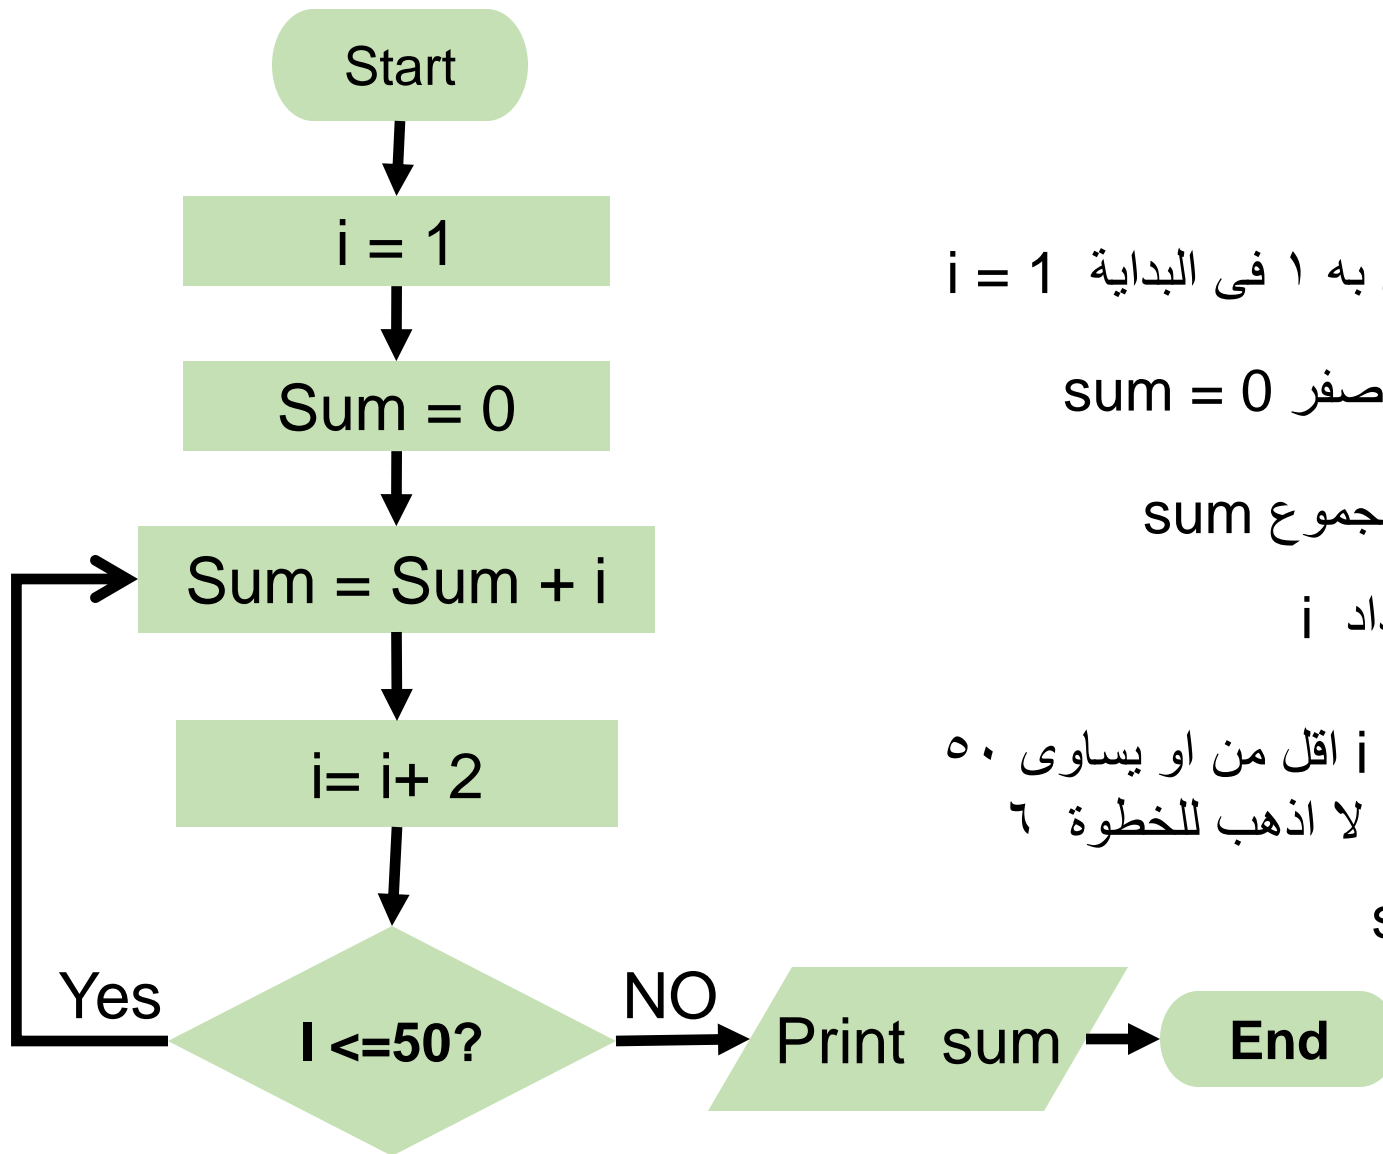 Start
i = 1
Sum = 0
Sum = Sum + i
i= i+ 2
I <=50?
Yes
NO
Print sum
End
به ١ فى البداية i = 1
صفر sum = 0
sum
i
i اقل من او يساوى ٥٠
لا اذهب للخطوة ٦